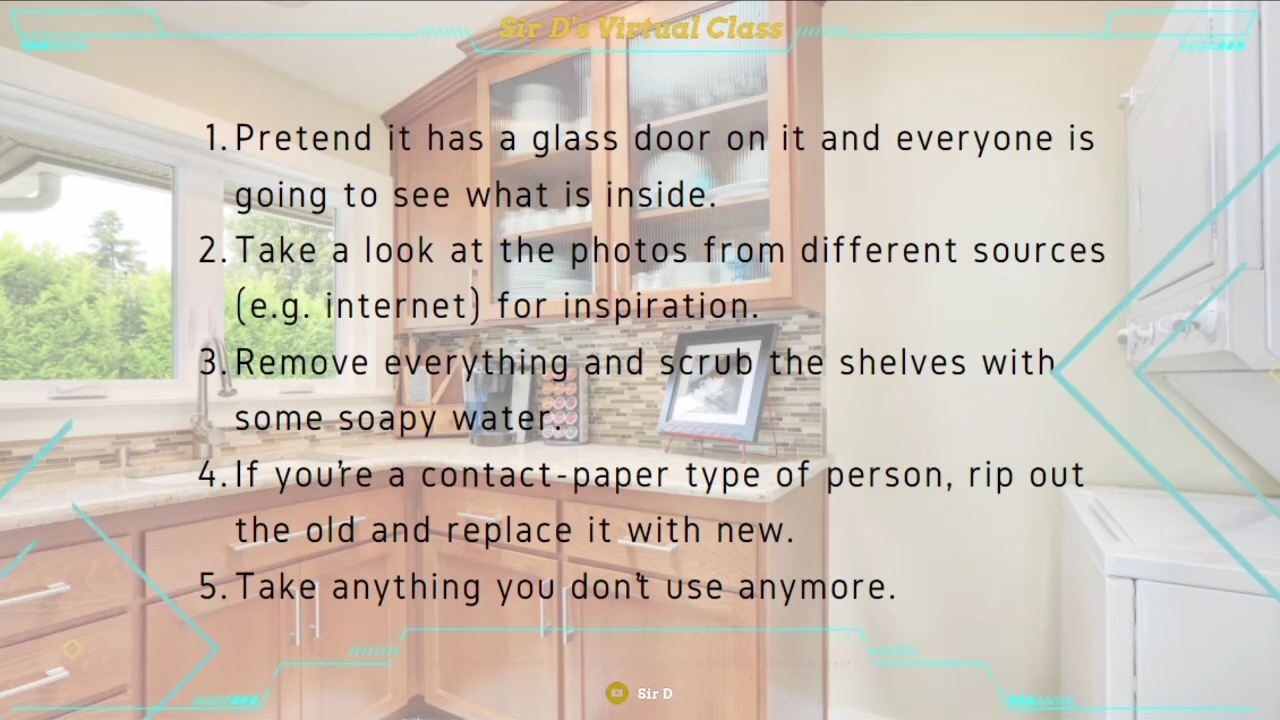 Sir D's Virtual Class
1. Pretend it has a glass door on it and everyone is
going to see what is inside.
2. Take a look at the photos from different sources
(e.g. internet) for inspiration.
3. Remove everything and scrub the shelves with
some soapy water.
4. If you're a contact-paper type of person, rip out
the old and replace it with new.
5. Take anything you don't use anymore.
Sir D